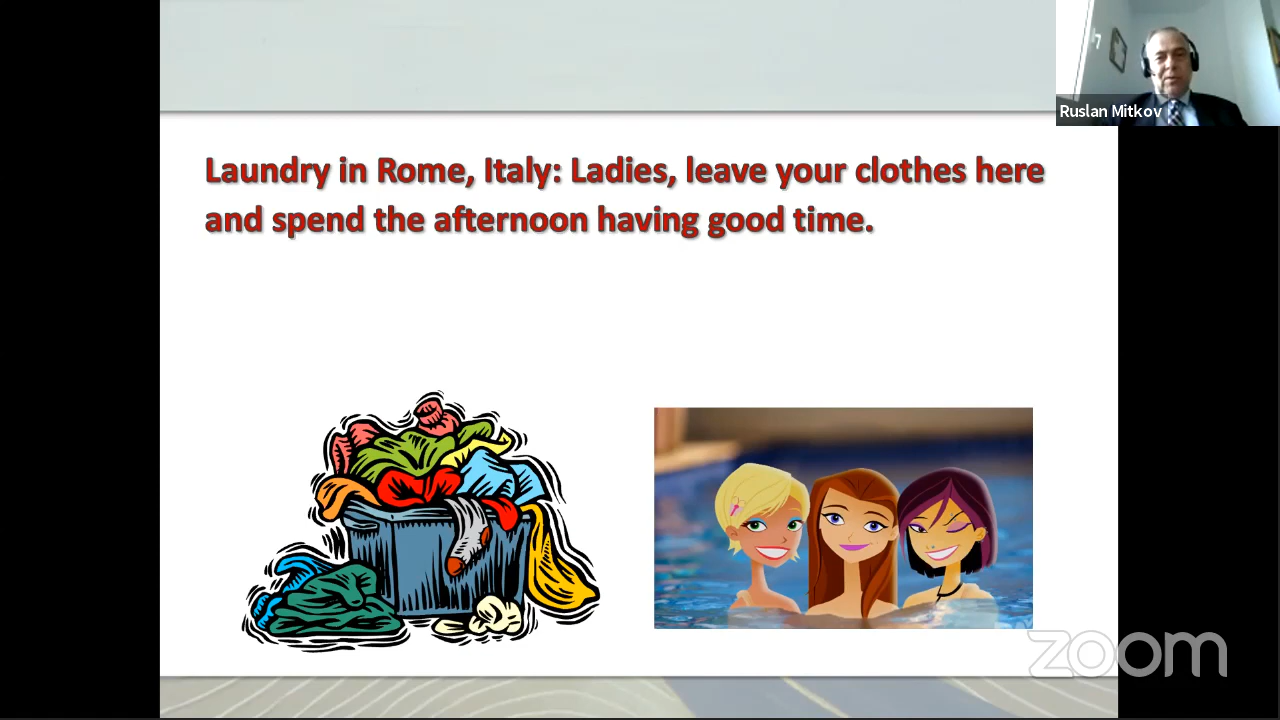 Laundry in Rome, Italy: Ladies, leave your clothes here
and spend the afternoon having good time.
Ruslan Mitkov
zoom